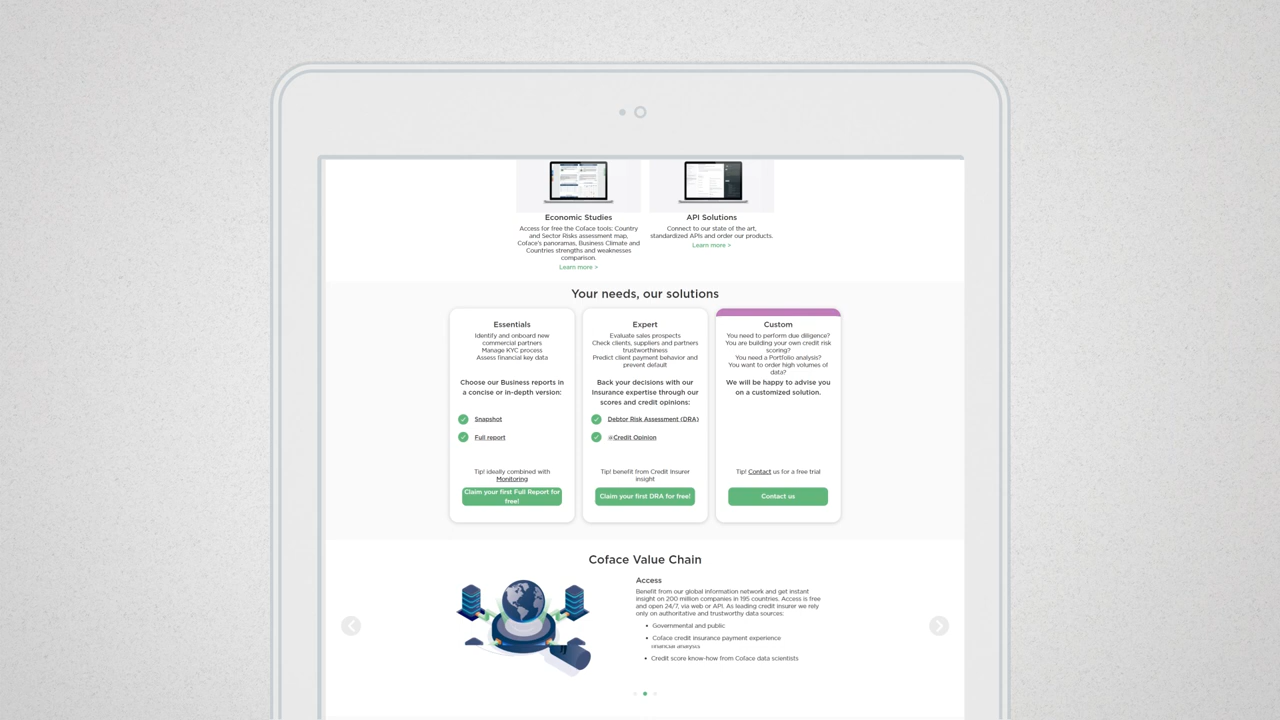 Economic Studies
Access for free the Coface tools: Country
and Sector Risks assessment map,
Coface's panoramas, Business Climate and
Countries strengths and weaknesses
comparison.
Learn more >
API Solutions
Connect to our state of the art,
standardized APIs and order our products.
Learn more >
Your needs, our solutions
Essentials
Identify and onboard new
commercial partners
Manage KYC process
Assess financial key data
Choose our Business reports in
a concise or in-depth version:
Snapshot
Full report
Tip! ideally combined with
Monitoring
Claim your first Full Report for
free!
Expert
Evaluate sales prospects
Check clients, suppliers and partners
trustworthiness
Predict client payment behavior and
prevent default
Back your decisions with our
Insurance expertise through our
scores and credit opinions:
Debtor Risk Assessment (DRA)
@Credit Opinion
Tip! benefit from Credit Insurer
insight
Claim your first DRA for free!
Custom
You need to perform due diligence?
You are building your own credit risk
scoring?
You need a Portfolio analysis?
You want to order high volumes of
data?
We will be happy to advise you
on a customized solution.
Tip! Contact us for a free trial
Contact us
Coface Value Chain
Access
Benefit from our global information network and get instant
insight on 200 million companies in 195 countries. Access is free
and open 24/7, via web or API. As leading credit insurer we rely
only on authoritative and trustworthy data sources:
• Governmental and public
• Coface credit insurance payment experience
financial analysis
• Credit score know-how from Coface data scientists